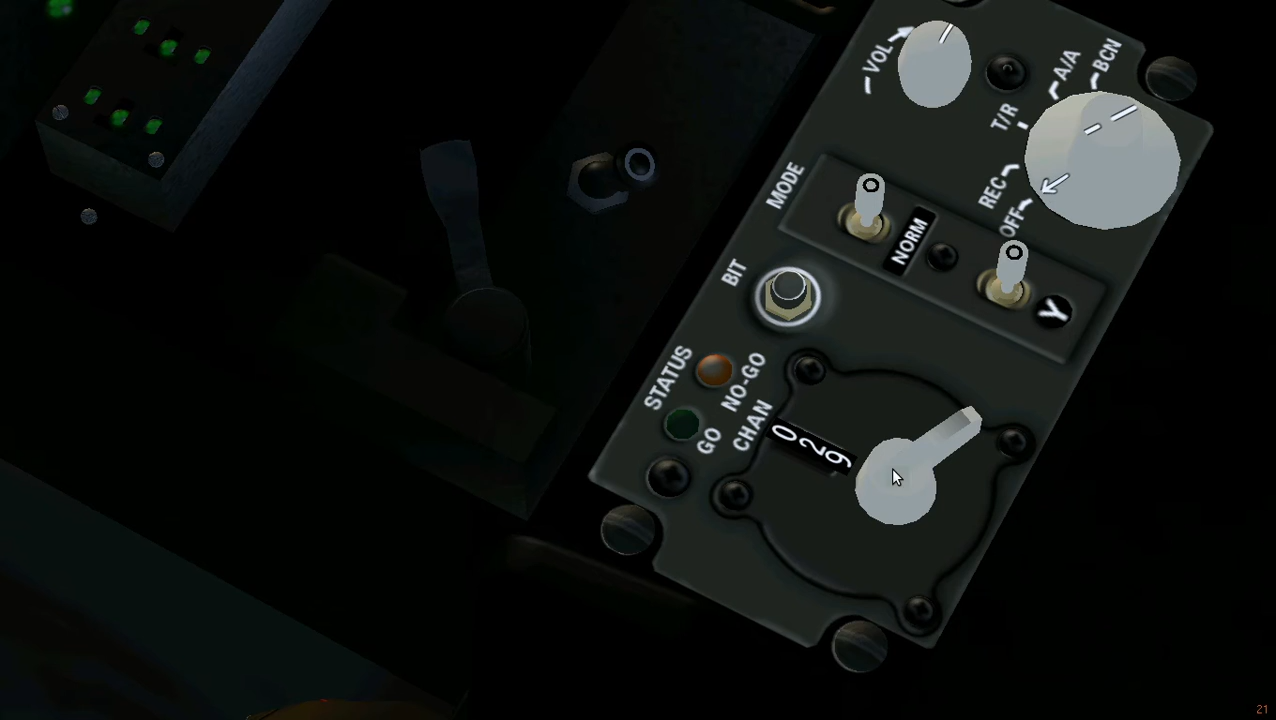 VOL
A/A
BCN
T/R
MODE
REC
OFF
NORM
BIT
Y
STATUS
NO-GO
GO
CHAN
029
21